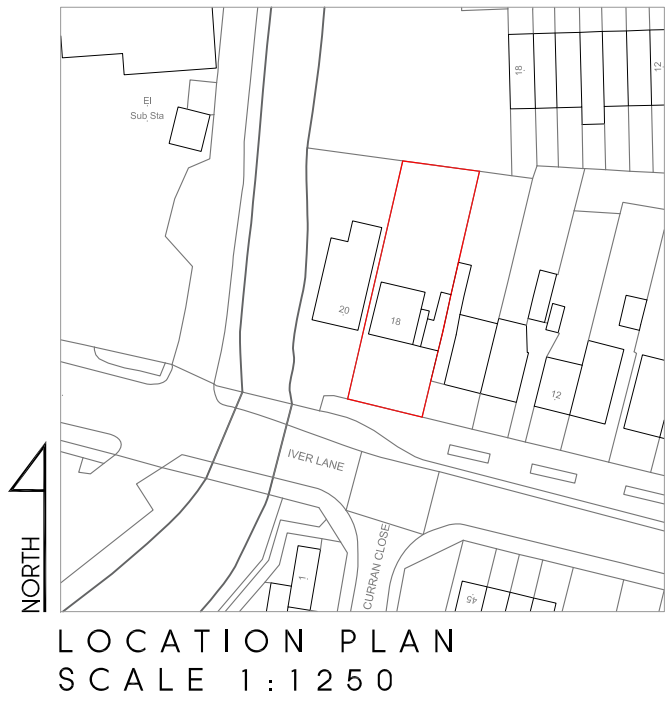 18
12
El
Sub Sta
20
18
12
IVER LANE
CURRAN CLOSE
1
45
NORTH
LOCATION PLAN
SCALE 1:1250